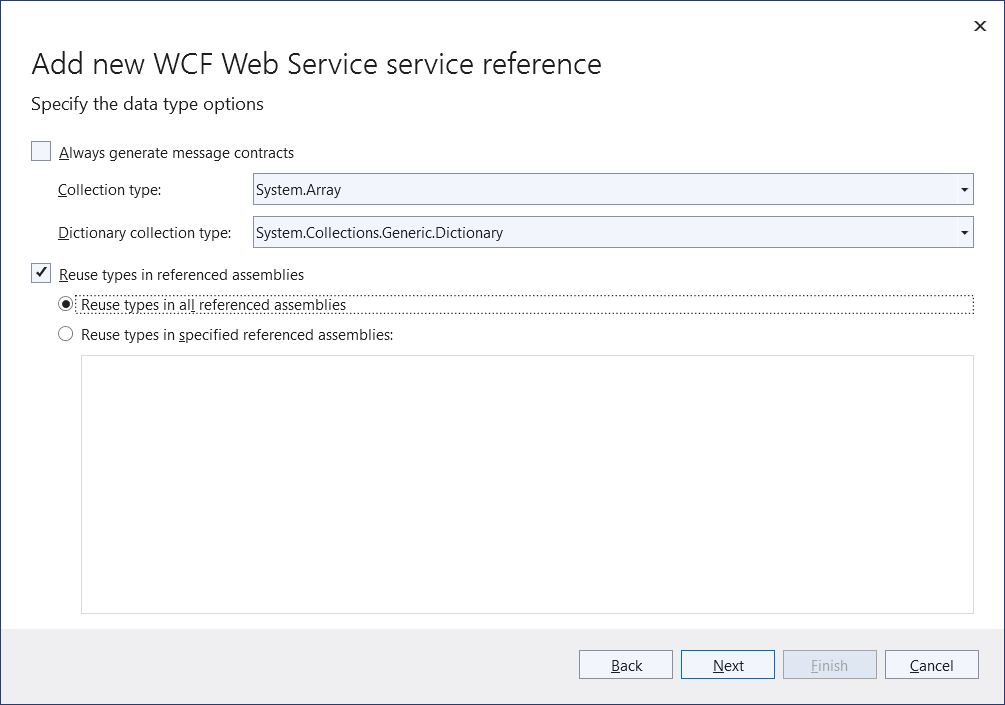 Add new WCF Web Service service reference
Specify the data type options
Always generate message contracts
Collection type:
System.Array
Dictionary collection type:
System.Collections.Generic.Dictionary
Reuse types in referenced assemblies
Reuse types in all referenced assemblies
Reuse types in specified referenced assemblies:
Back
Next
Finish
Cancel